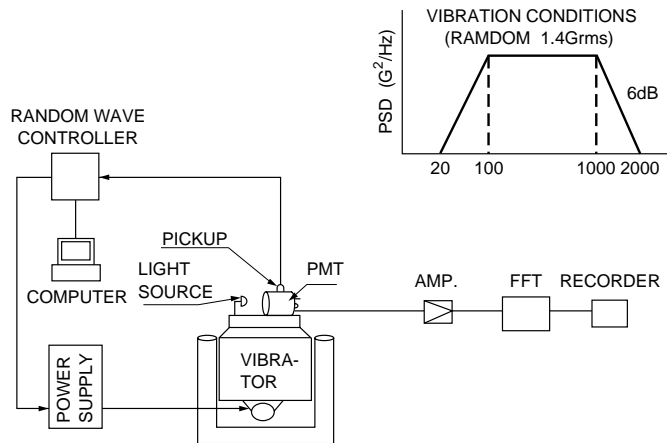 VIBRATION CONDITIONS
(RAMDOM 1.4Grms)
PSD (G²/Hz)
6dB
20 100 1000 2000
RANDOM WAVE
CONTROLLER
PICKUP
LIGHT
SOURCE
PMT
COMPUTER
AMP.
FFT
RECORDER
VIBRA-
TOR
POWER
SUPPLY